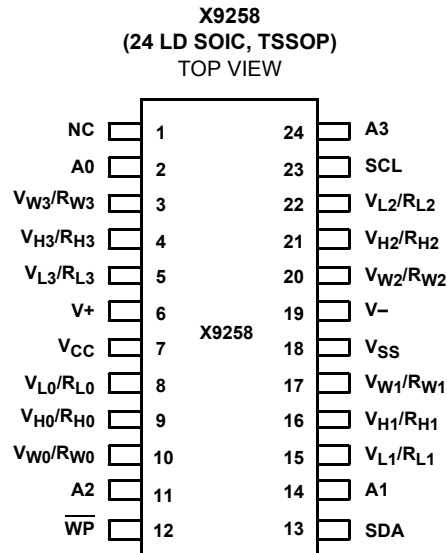 X9258
(24 LD SOIC, TSSOP)
TOP VIEW
NC 1 24 A3
A0 2 23 SCL
VW3/RW3 3 22 VL2/RL2
VH3/RH3 4 21 VH2/RH2
VL3/RL3 5 20 VW2/RW2
V+ 6 19 V–
X9258
VCC 7 18 VSS
VL0/RL0 8 17 VW1/RW1
VH0/RH0 9 16 VH1/RH1
VW0/RW0 10 15 VL1/RL1
A2 11 14 A1
W̅P̅ 12 13 SDA